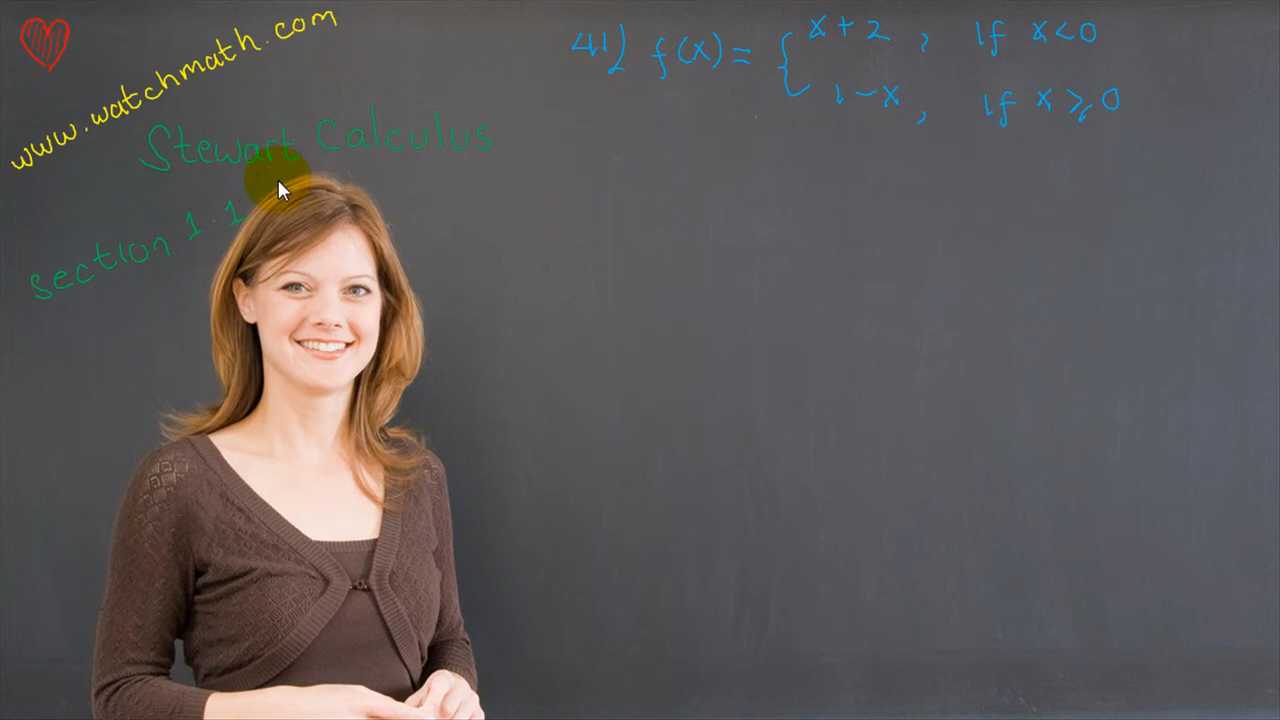 www.watchmath.com
Stewart Calculus
section 1.1
41) f(x) = { x + 2 , if x < 0
1 - x , if x ⩾ 0